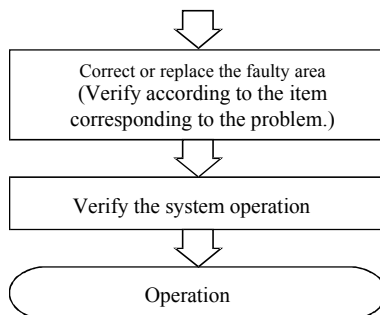 Correct or replace the faulty area
(Verify according to the item
corresponding to the problem.)
Verify the system operation
Operation